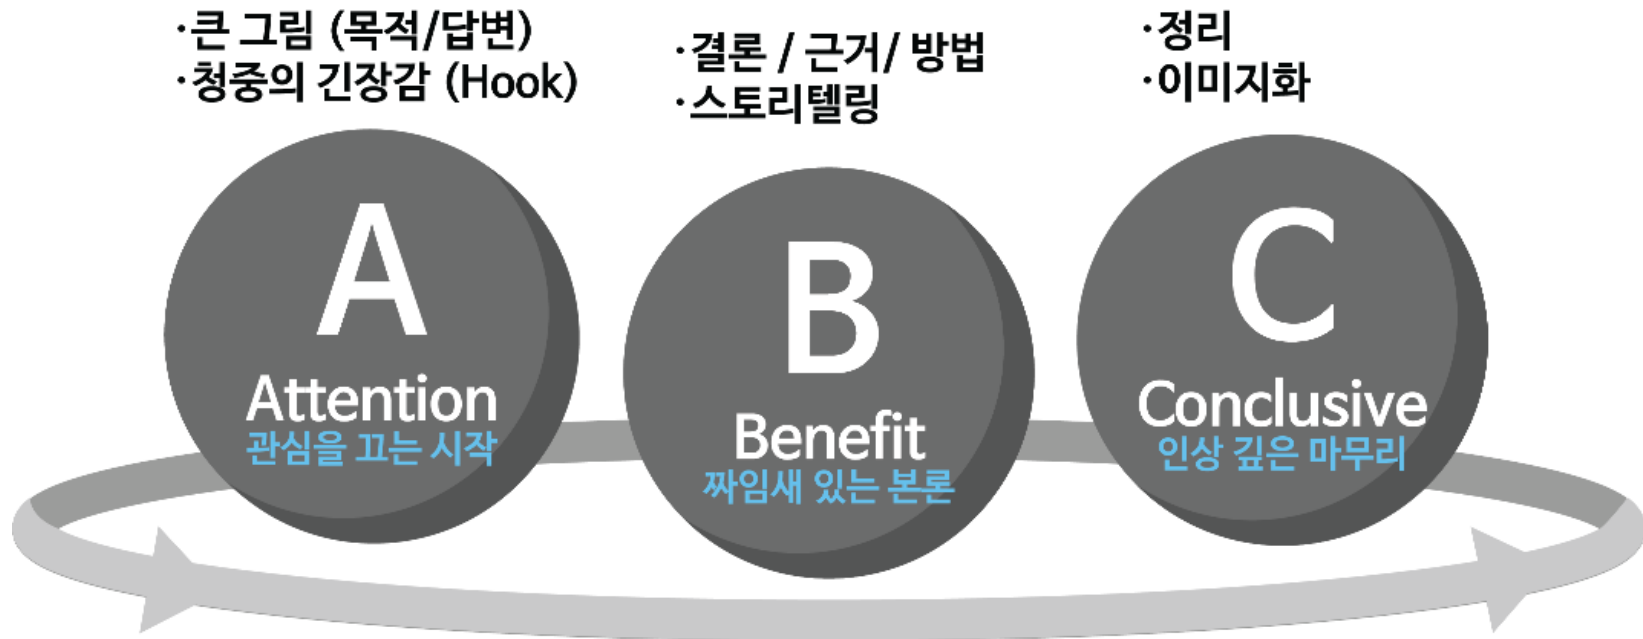 ·큰 그림 (목적/답변)
·청중의 긴장감 (Hook)
A
Attention
관심을 끄는 시작
·결론 / 근거/ 방법
·스토리텔링
B
Benefit
짜임새 있는 본론
·정리
·이미지화
C
Conclusive
인상 깊은 마무리